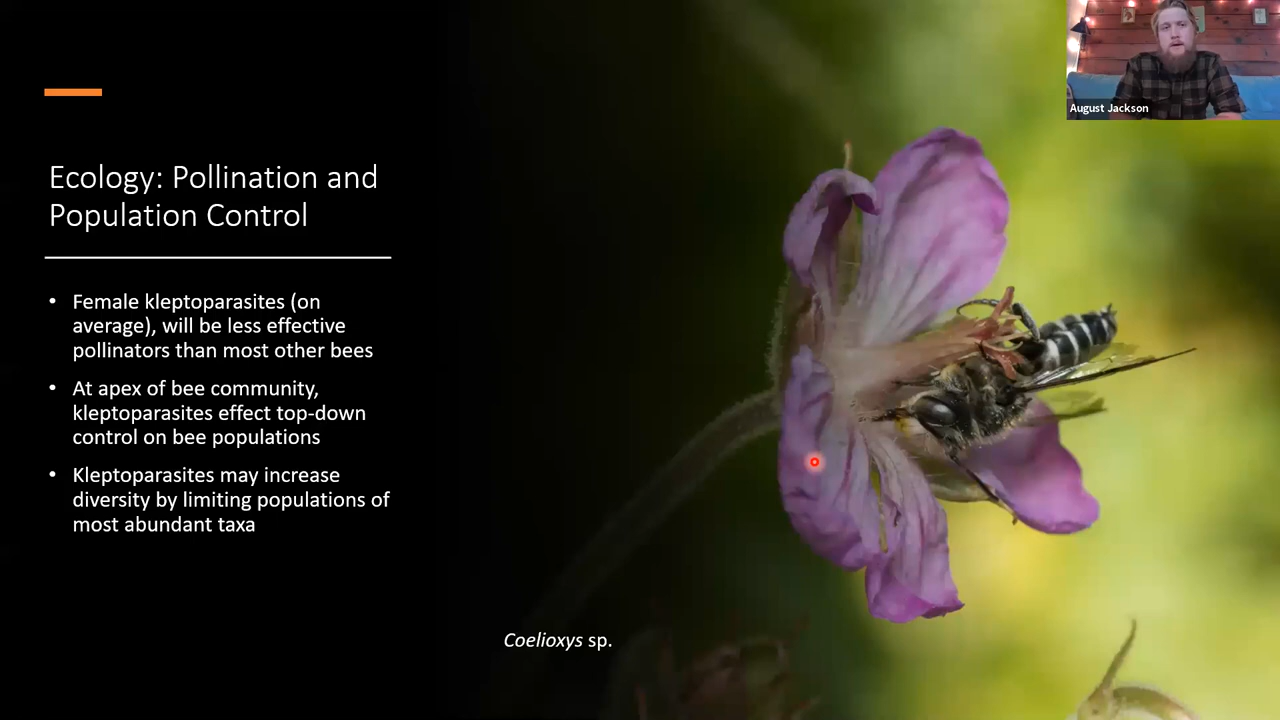 August Jackson
Ecology: Pollination and
Population Control
• Female kleptoparasites (on
average), will be less effective
pollinators than most other bees
• At apex of bee community,
kleptoparasites effect top-down
control on bee populations
• Kleptoparasites may increase
diversity by limiting populations of
most abundant taxa
Coelioxys sp.